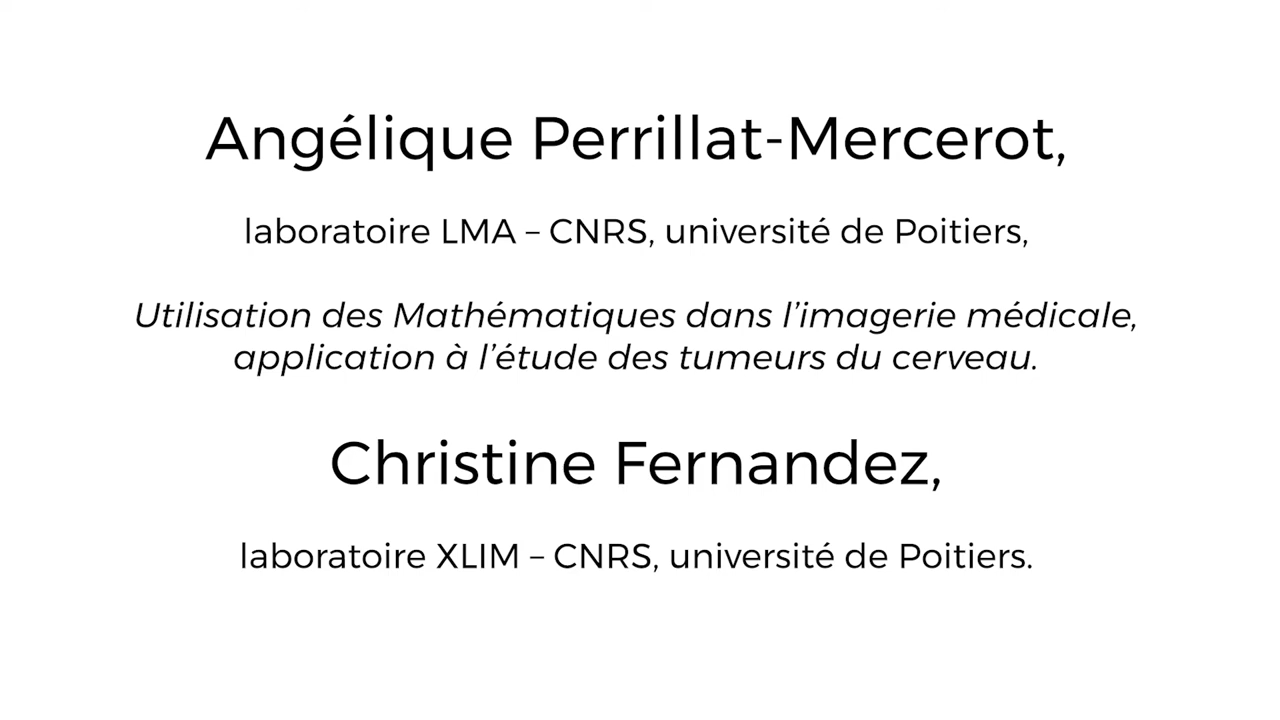 Angélique Perrillat-Mercerot,
laboratoire LMA – CNRS, université de Poitiers,
Utilisation des Mathématiques dans l’imagerie médicale,
application à l’étude des tumeurs du cerveau.
Christine Fernandez,
laboratoire XLIM – CNRS, université de Poitiers.